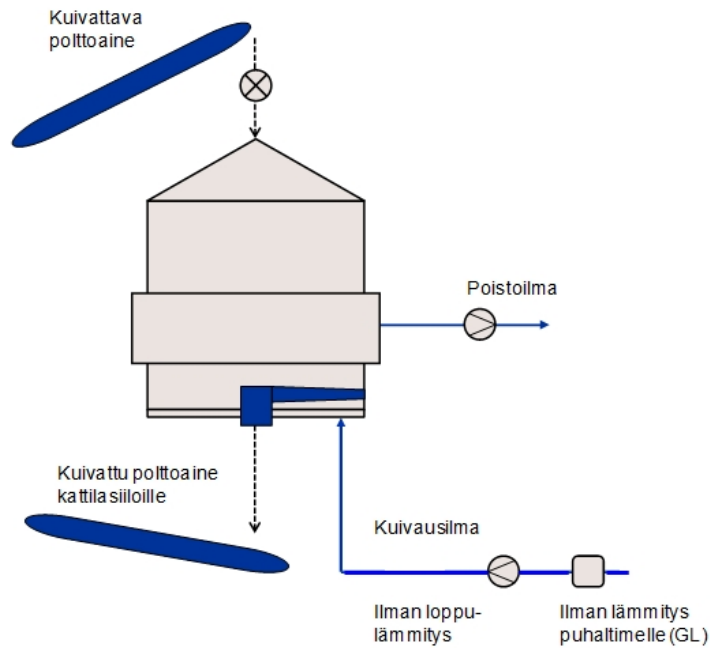 Kuivattava
polttoaine
Poistoilma
Kuivattu polttoaine
kattilasiiloille
Kuivausilma
Ilman loppu-
lämmitys
Ilman lämmitys
puhaltimelle (GL)